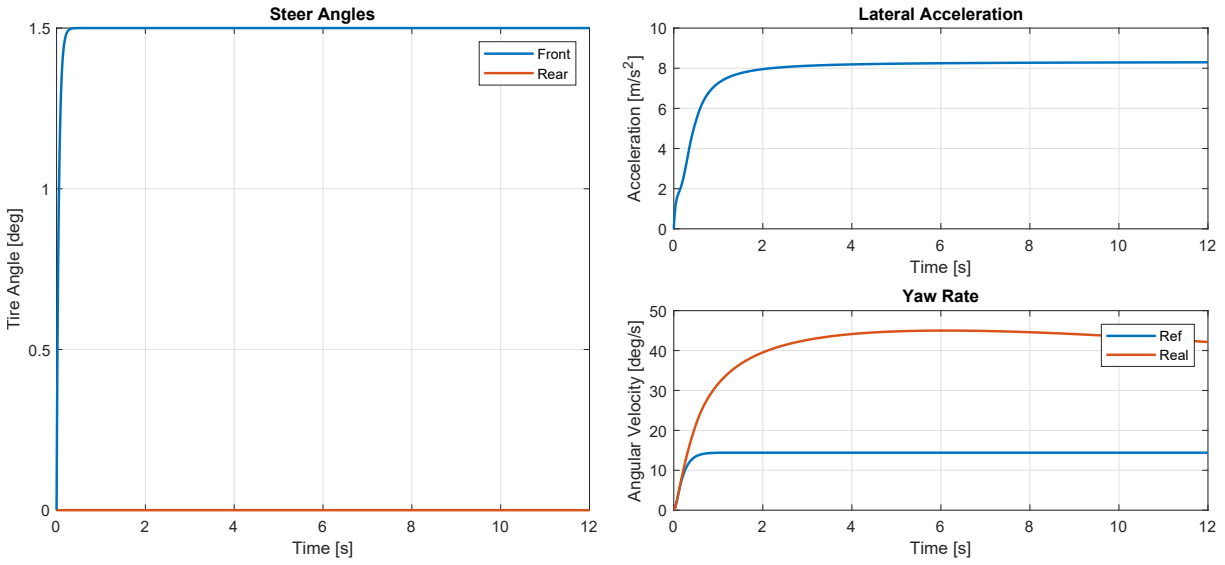 Steer Angles
1.5
1
0.5
0
Tire Angle [deg]
Front
Rear
0 2 4 6 8 10 12
Time [s]
Lateral Acceleration
10
8
6
4
2
0
Acceleration [m/s²]
0 2 4 6 8 10 12
Time [s]
Yaw Rate
50
40
30
20
10
0
Angular Velocity [deg/s]
Ref
Real
0 2 4 6 8 10 12
Time [s]